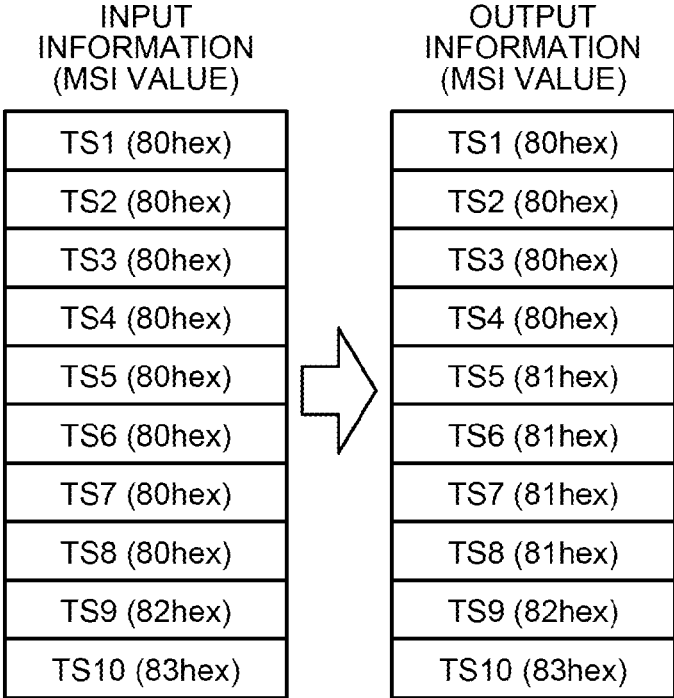 INPUT
INFORMATION
(MSI VALUE)
TS1 (80hex)
TS2 (80hex)
TS3 (80hex)
TS4 (80hex)
TS5 (80hex)
TS6 (80hex)
TS7 (80hex)
TS8 (80hex)
TS9 (82hex)
TS10 (83hex)
OUTPUT
INFORMATION
(MSI VALUE)
TS1 (80hex)
TS2 (80hex)
TS3 (80hex)
TS4 (80hex)
TS5 (81hex)
TS6 (81hex)
TS7 (81hex)
TS8 (81hex)
TS9 (82hex)
TS10 (83hex)